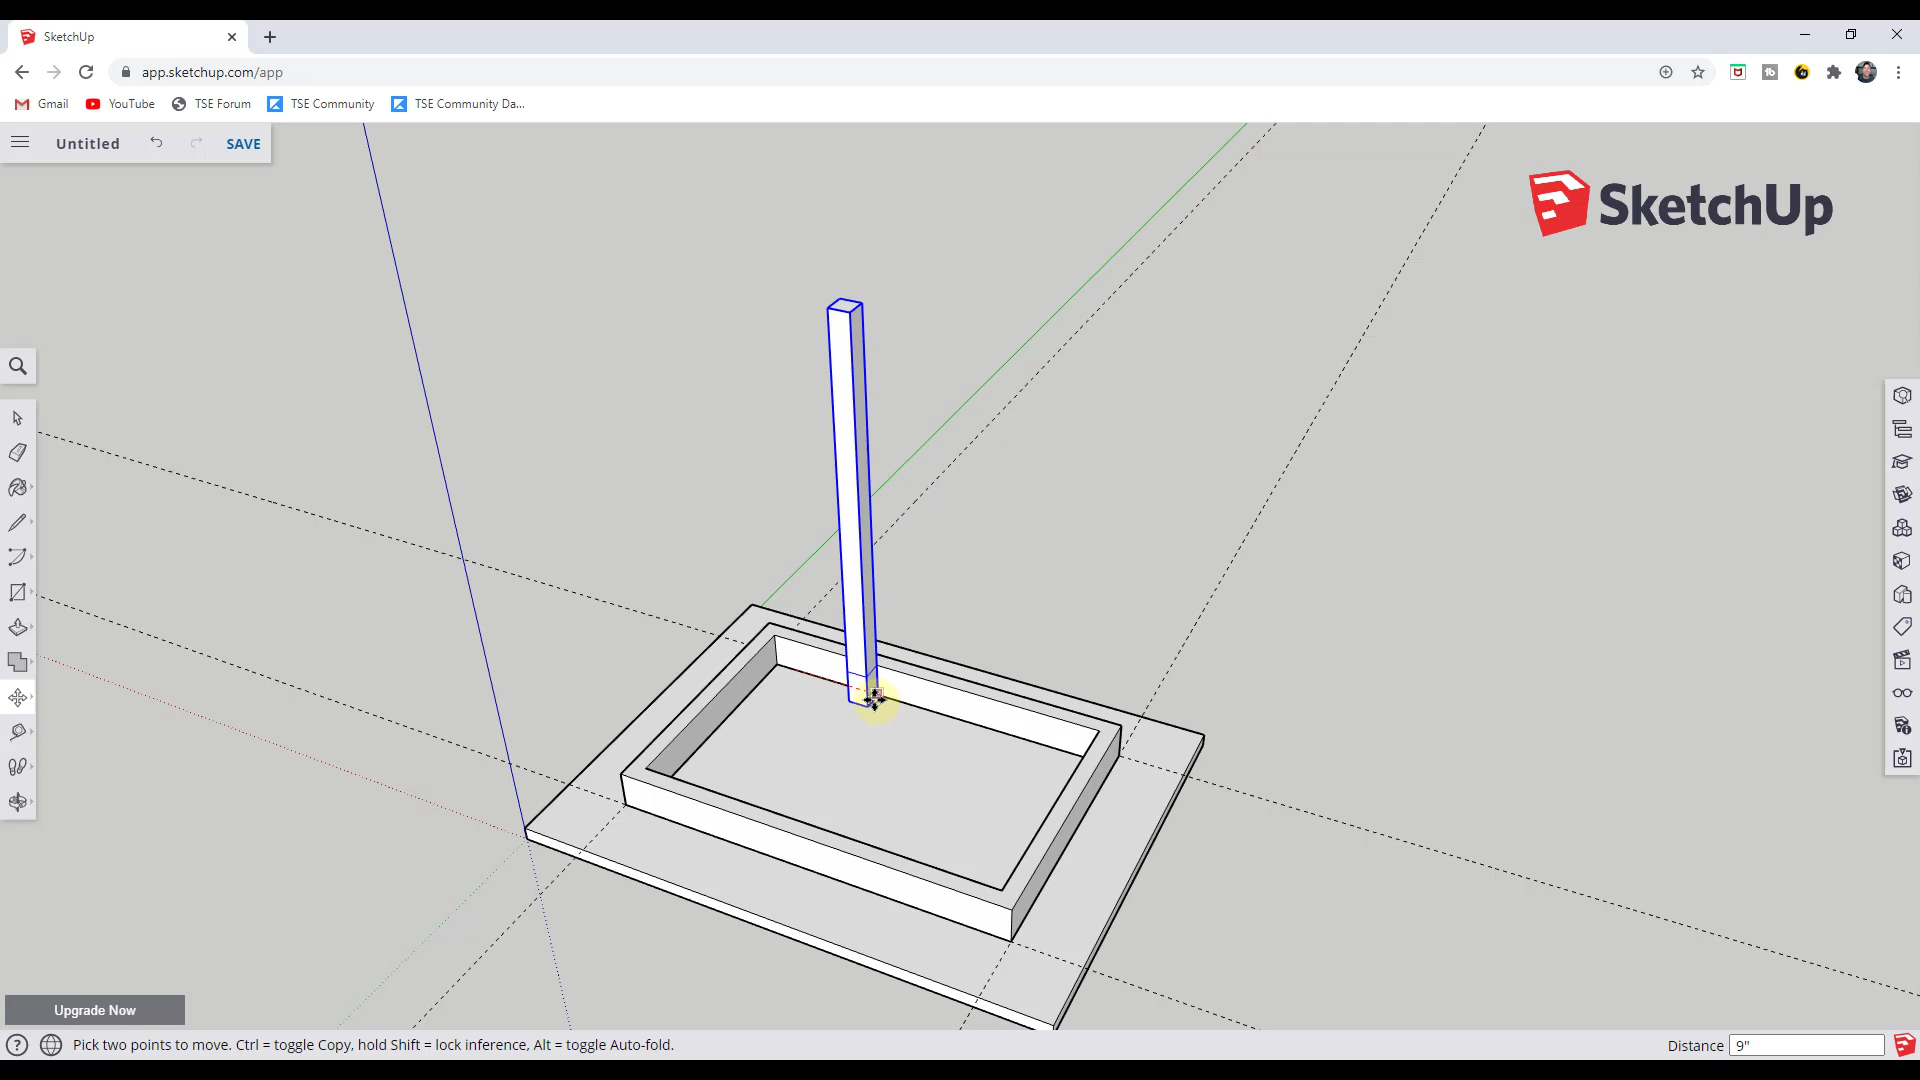 SketchUp
app.sketchup.com/app
Gmail
YouTube
TSE Forum
TSE Community
TSE Community Da...
Untitled
SAVE
SketchUp
Upgrade Now
Pick two points to move. Ctrl = toggle Copy, hold Shift = lock inference, Alt = toggle Auto-fold.
Distance
9"